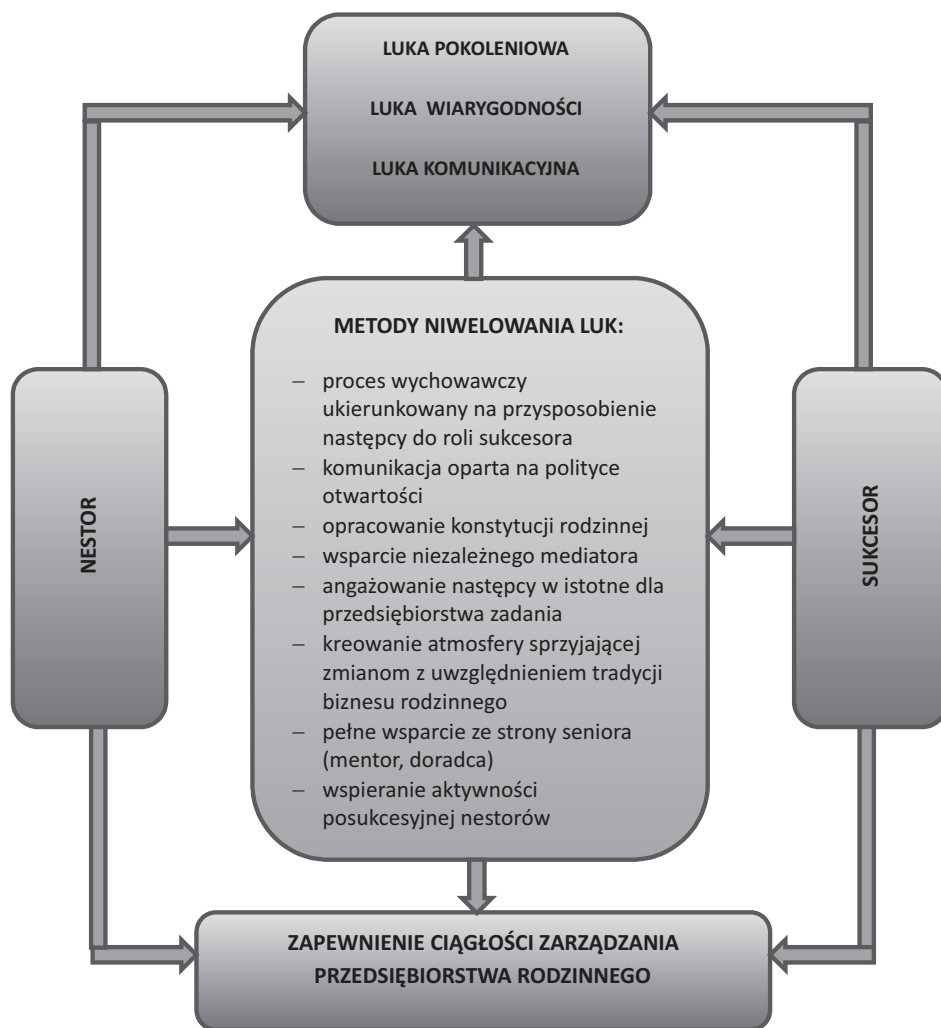 LUKA POKOLENIOWA
LUKA WIARYGODNOŚCI
LUKA KOMUNIKACYJNA
METODY NIWELOWANIA LUK:
– proces wychowawczy
ukierunkowany na przysposobienie
następcy do roli sukcesora
– komunikacja oparta na polityce
otwartości
– opracowanie konstytucji rodzinnej
– wsparcie niezależnego mediatora
– angażowanie następcy w istotne dla
przedsiębiorstwa zadania
– kreowanie atmosfery sprzyjającej
zmianom z uwzględnieniem tradycji
biznesu rodzinnego
– pełne wsparcie ze strony seniora
(mentor, doradca)
– wspieranie aktywności
posukcesyjnej nestorów
NESTOR
SUKCESOR
ZAPEWNIENIE CIĄGŁOŚCI ZARZĄDZANIA
PRZEDSIĘBIORSTWA RODZINNEGO